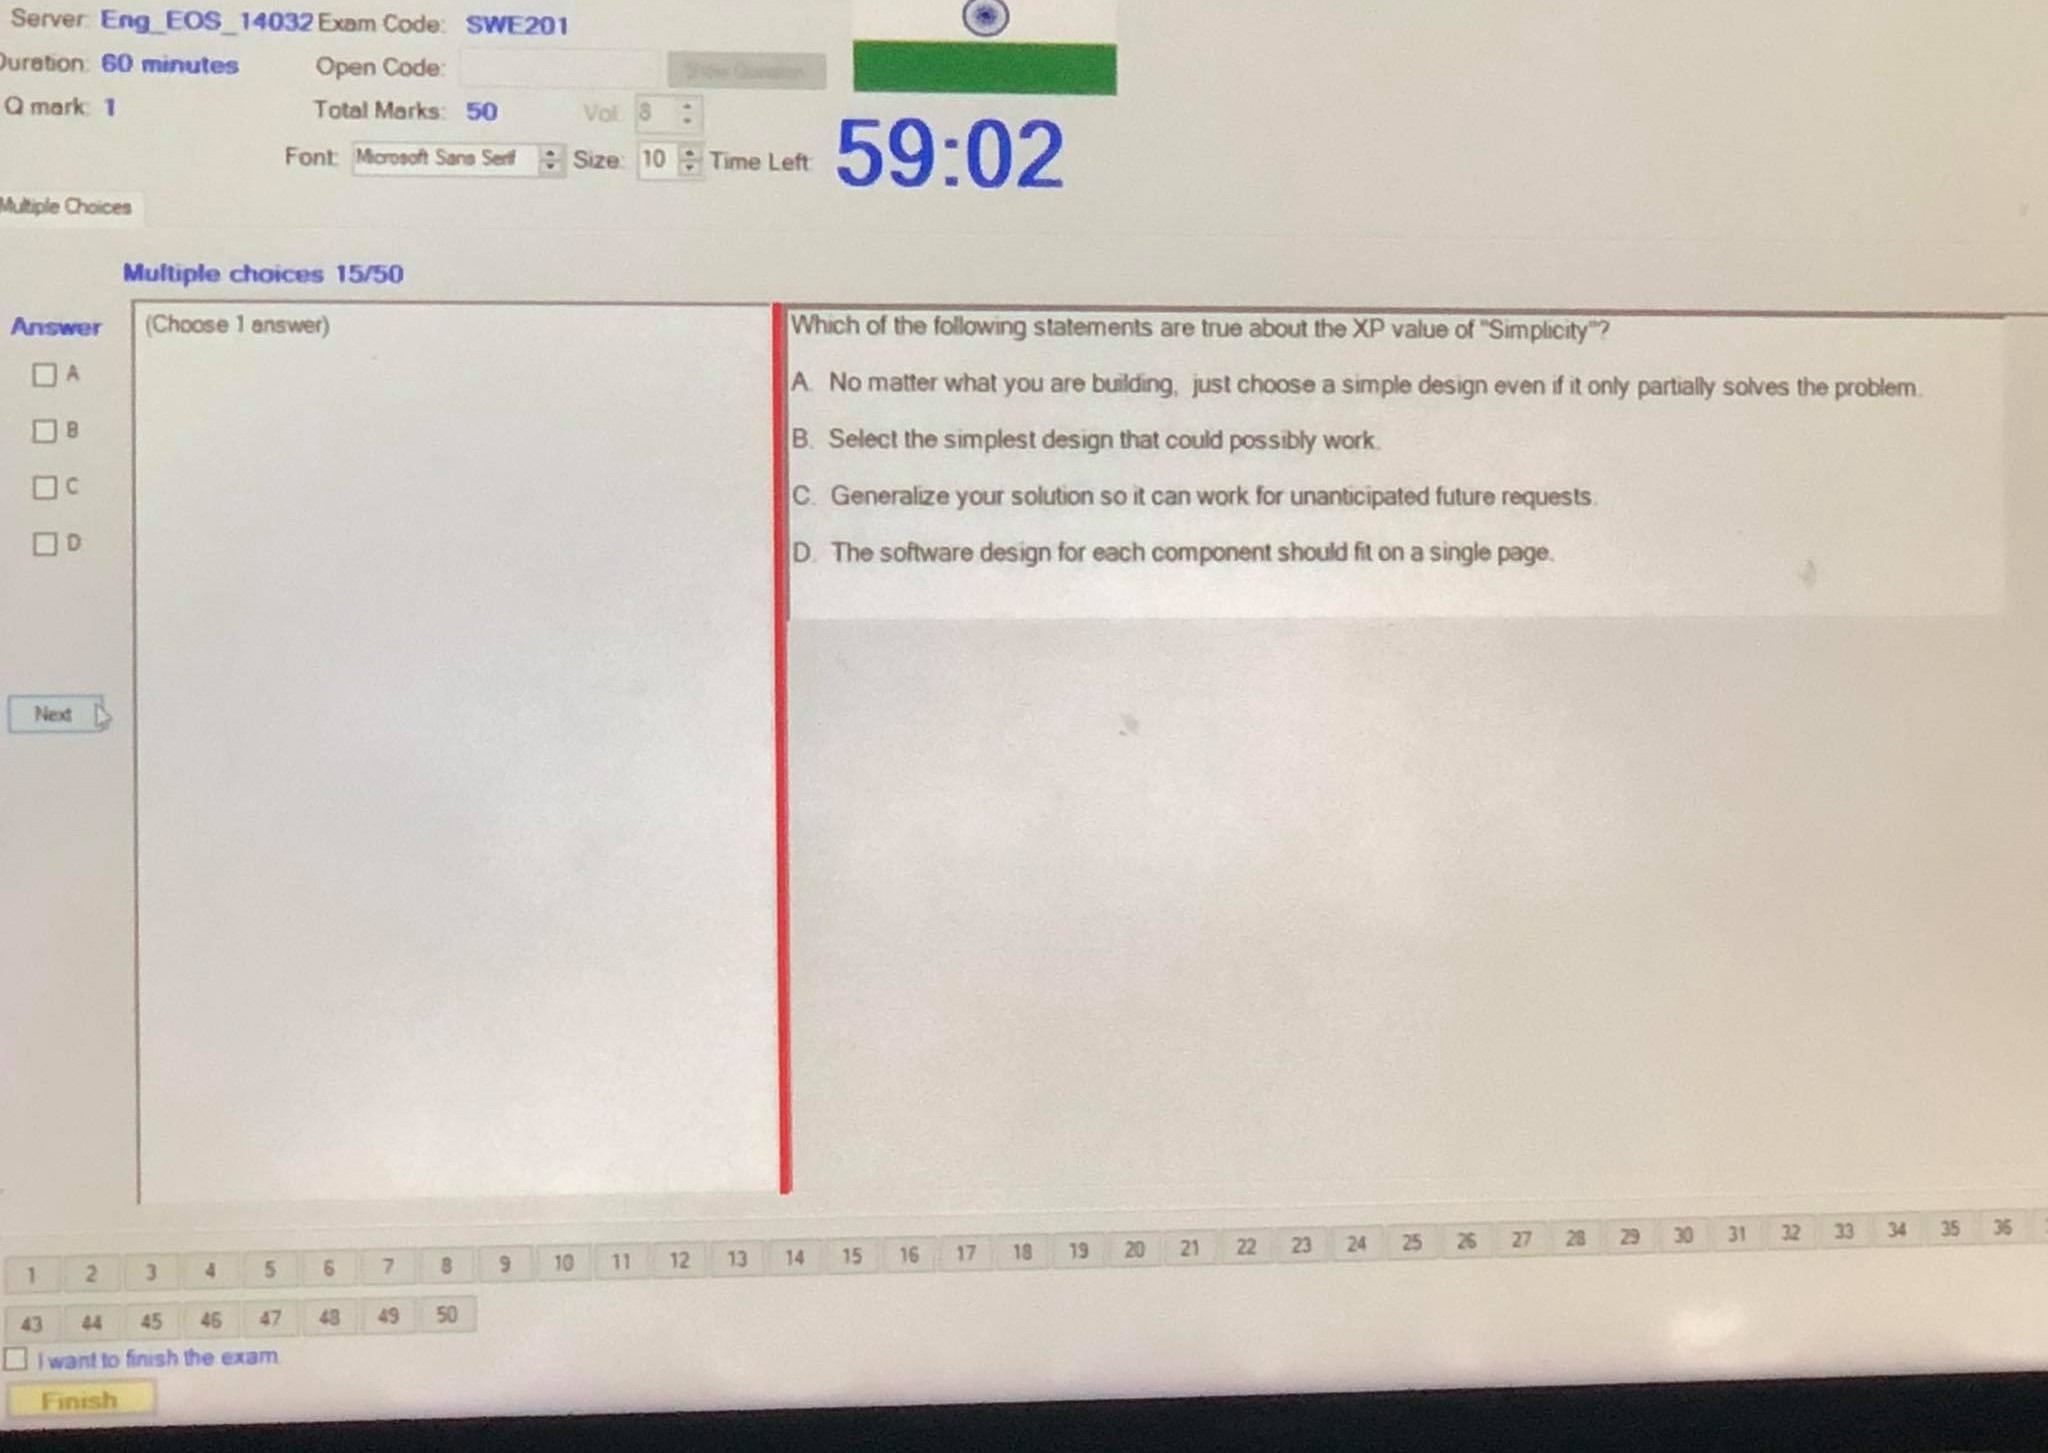 Server: Eng_EOS_14032 Exam Code: SWE201
Duration: 60 minutes Open Code: Show Question
Q mark: 1 Total Marks: 50 Vol: 8
Font: Microsoft Sans Serif Size: 10 Time Left: 59:02
Multiple Choices
Multiple choices 15/50
Answer
(Choose 1 answer)
A
B
C
D
Next
Which of the following statements are true about the XP value of "Simplicity"?
A. No matter what you are building, just choose a simple design even if it only partially solves the problem.
B. Select the simplest design that could possibly work.
C. Generalize your solution so it can work for unanticipated future requests.
D. The software design for each component should fit on a single page.
1 2 3 4 5 6 7 8 9 10 11 12 13 14 15 16 17 18 19 20 21 22 23 24 25 26 27 28 29 30 31 32 33 34 35 36
43 44 45 46 47 48 49 50
I want to finish the exam
Finish